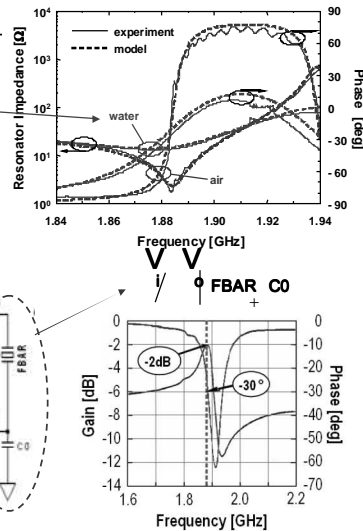 10⁴
10³
10²
10¹
10⁰
Resonator Impedance [Ω]
experiment
model
water
air
90
60
30
0
-30
-60
-90
Phase [deg]
1.84 1.86 1.88 1.90 1.92 1.94
Frequency [GHz]
V V
i/ o FBAR + C0
FBAR
C0
0
-2
-4
-6
-8
-10
-12
-14
Gain [dB]
-2dB
-30°
0
-10
-20
-30
-40
-50
-60
-70
Phase [deg]
1.6 1.8 2.0 2.2
Frequency [GHz]